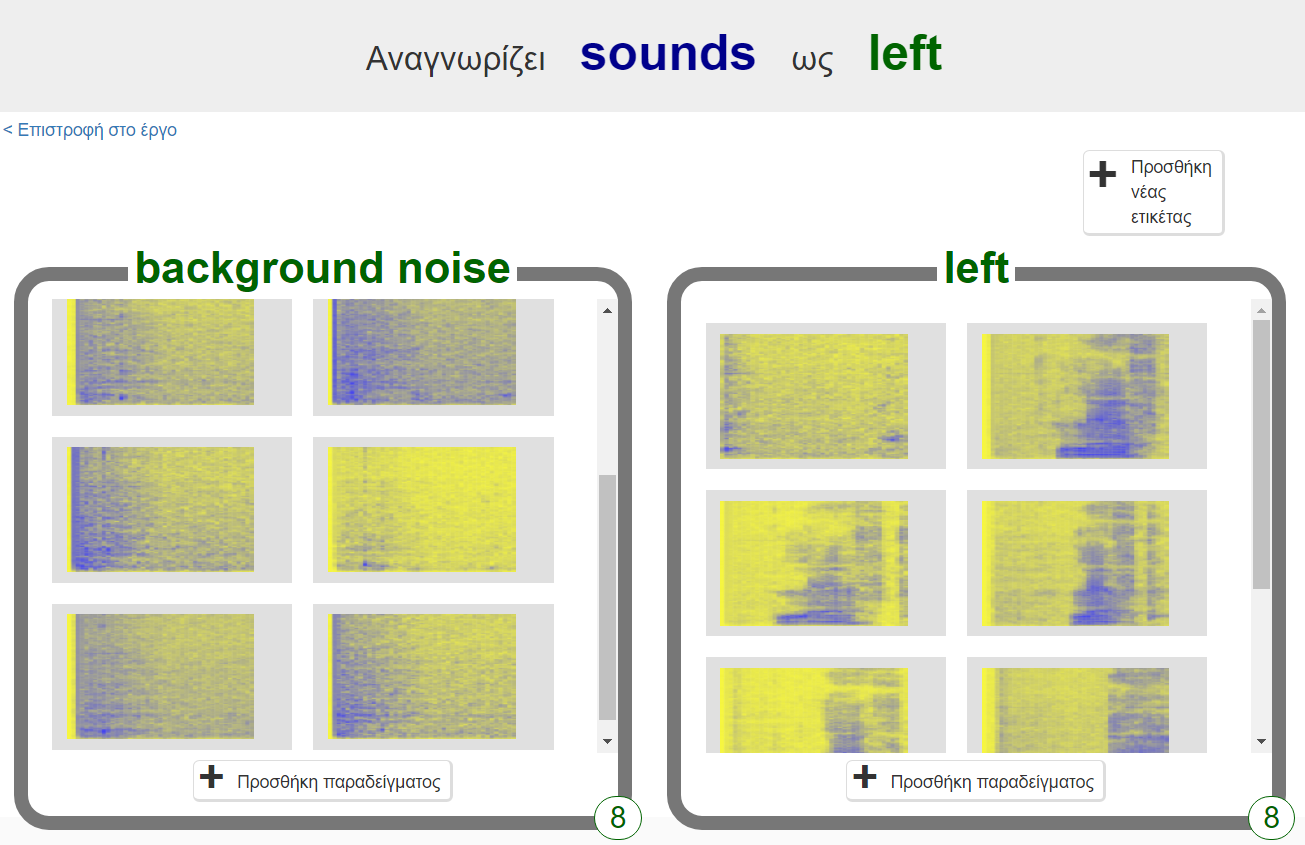 Αναγνωρίζει sounds ως left
< Επιστροφή στο έργο
Προσθήκη
νέας
ετικέτας
background noise
left
Προσθήκη παραδείγματος
Προσθήκη παραδείγματος
8
8